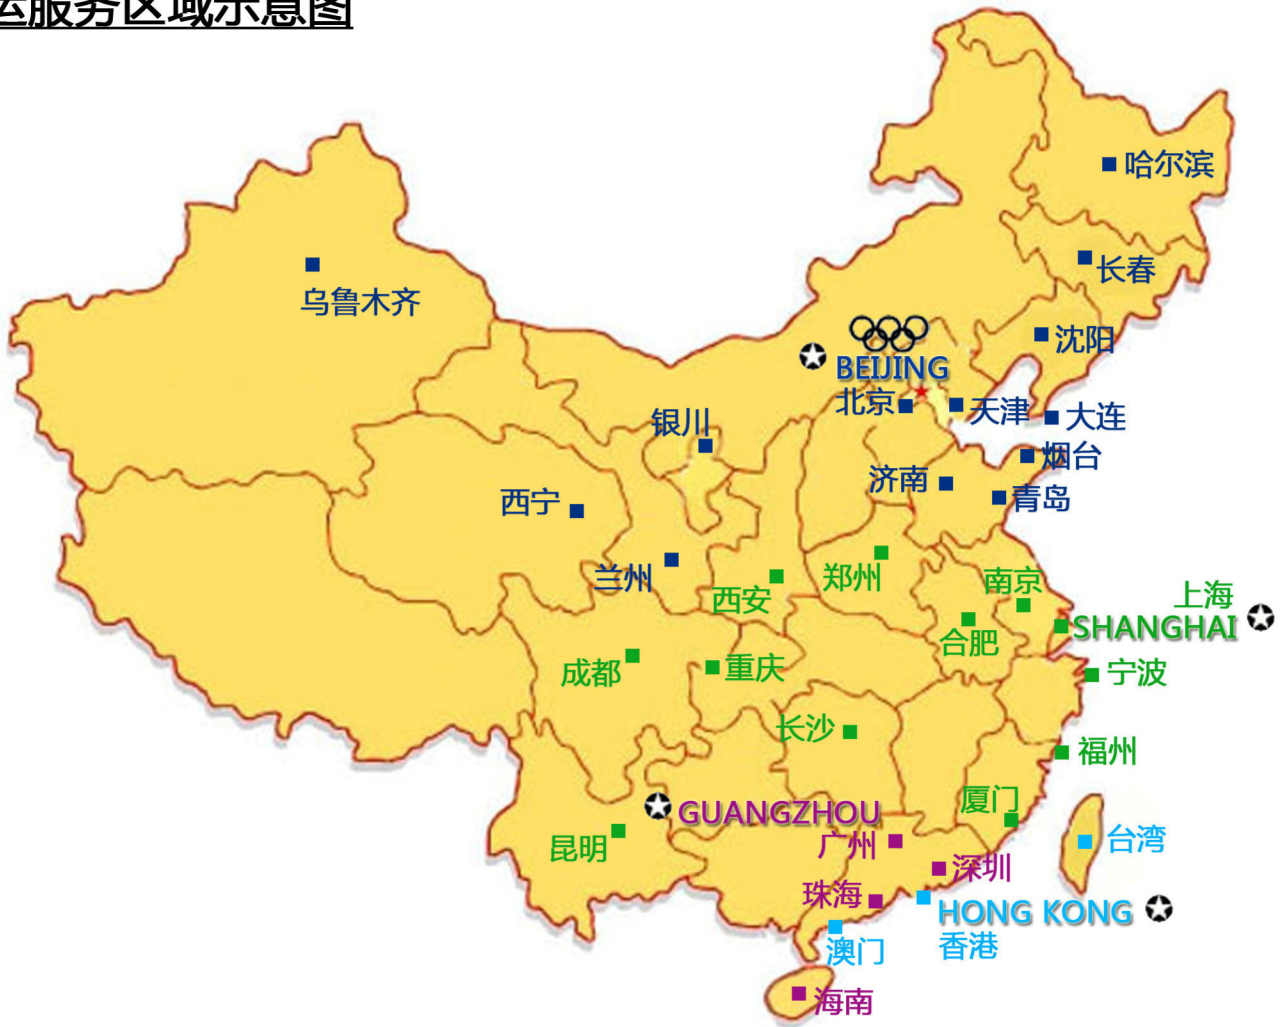 运服务区域示意图
哈尔滨
长春
乌鲁木齐
沈阳
BEIJING
北京
天津
大连
银川
烟台
济南
青岛
西宁
郑州
兰州
西安
南京
上海
SHANGHAI
合肥
成都
重庆
宁波
长沙
福州
厦门
GUANGZHOU
广州
昆明
台湾
深圳
珠海
HONG KONG
香港
澳门
海南